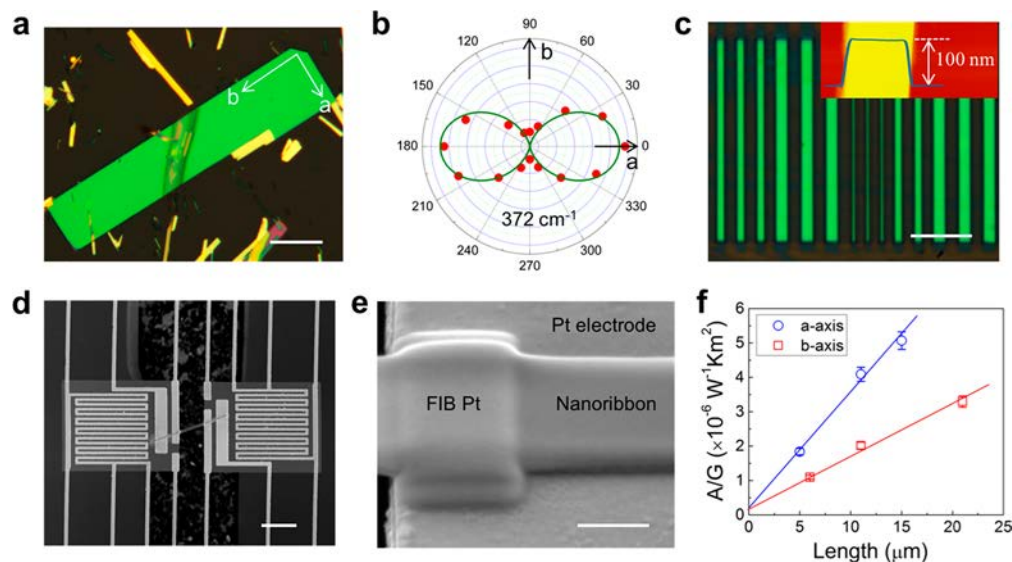 a
b
a
b
90
120
60
b
150
30
180
0
a
210
330
372 cm⁻¹
240
300
270
c
100 nm
d
e
Pt electrode
FIB Pt
Nanoribbon
f
A/G (×10⁻⁶ W⁻¹Km²)
6
5
4
3
2
1
0
a-axis
b-axis
0
5
10
15
20
25
Length (μm)